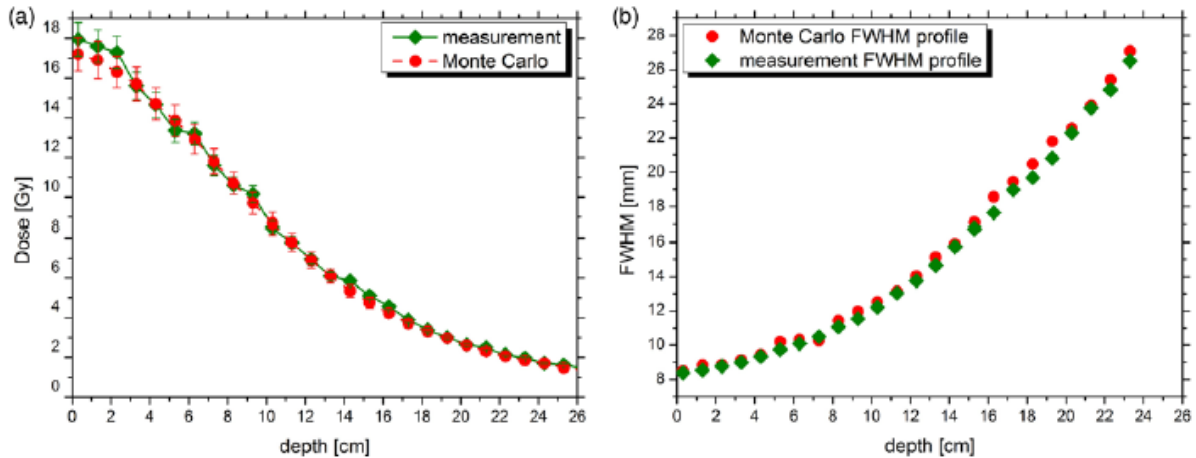 (a)
measurement
Monte Carlo
Dose [Gy]
18
16
14
12
10
8
6
4
2
0
0 2 4 6 8 10 12 14 16 18 20 22 24 26
depth [cm]
(b)
Monte Carlo FWHM profile
measurement FWHM profile
FWHM [mm]
28
26
24
22
20
18
16
14
12
10
8
0 2 4 6 8 10 12 14 16 18 20 22 24 26
depth [cm]